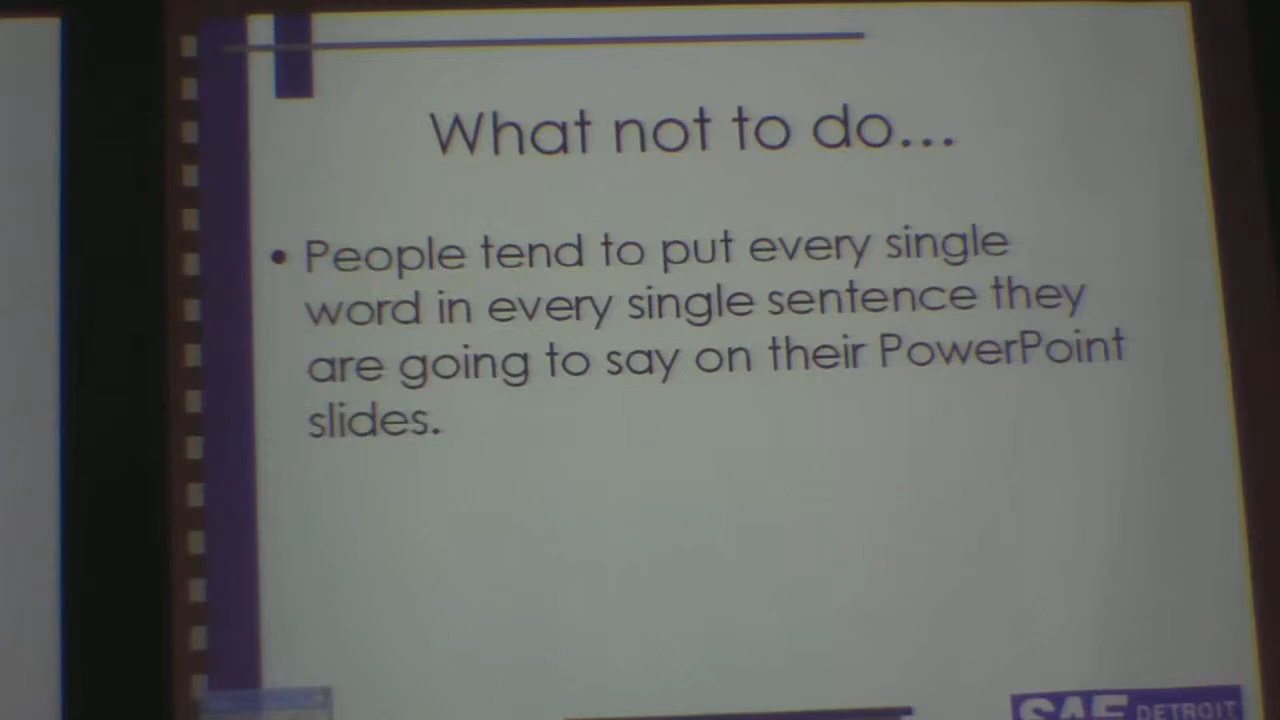 What not to do...
• People tend to put every single
word in every single sentence they
are going to say on their PowerPoint
slides.
SAE DETROIT